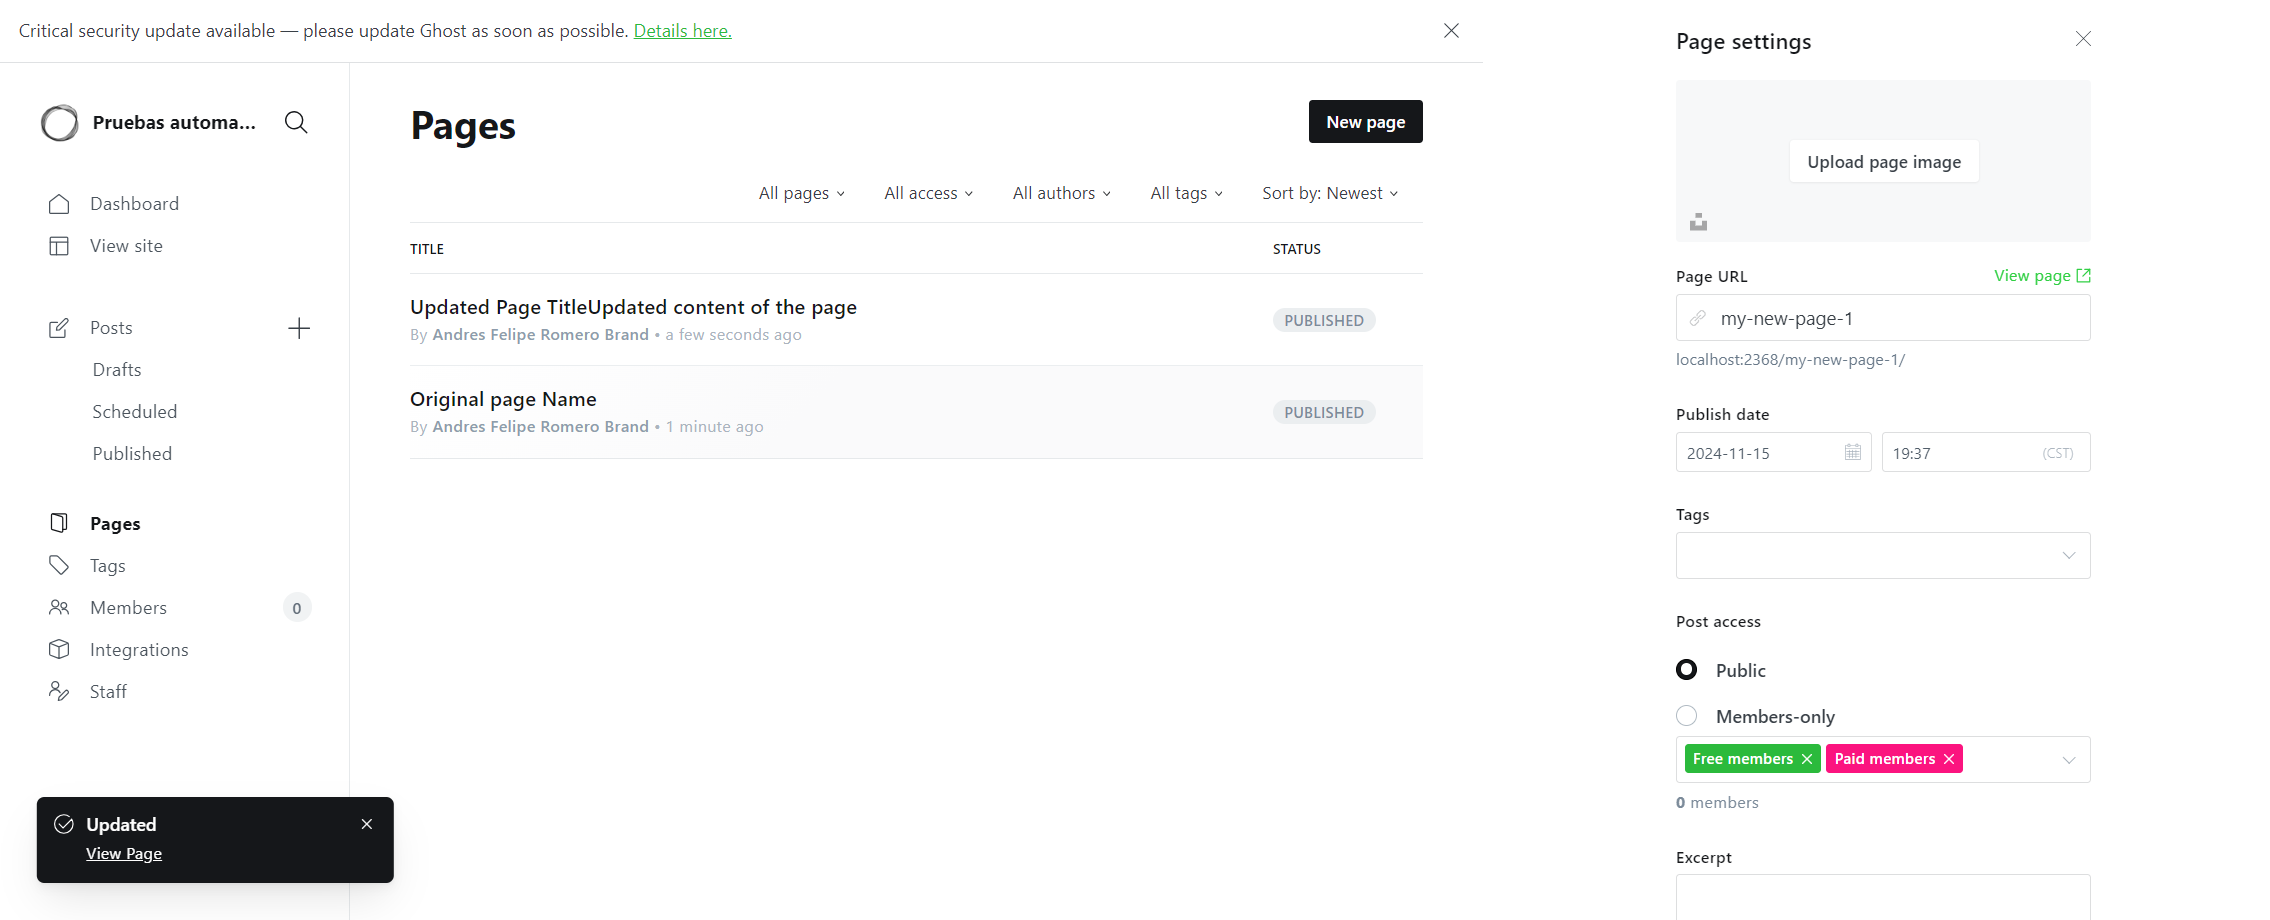 Critical security update available — please update Ghost as soon as possible. Details here.
Pruebas automa...
Dashboard
View site
Posts
Drafts
Scheduled
Published
Pages
Tags
Members
0
Integrations
Staff
Updated
View Page
Pages
New page
All pages
All access
All authors
All tags
Sort by: Newest
TITLE
STATUS
Updated Page TitleUpdated content of the page
By Andres Felipe Romero Brand • a few seconds ago
PUBLISHED
Original page Name
By Andres Felipe Romero Brand • 1 minute ago
PUBLISHED
Page settings
Upload page image
Page URL
View page
my-new-page-1
localhost:2368/my-new-page-1/
Publish date
2024-11-15
19:37
(CST)
Tags
Post access
Public
Members-only
Free members
Paid members
0 members
Excerpt